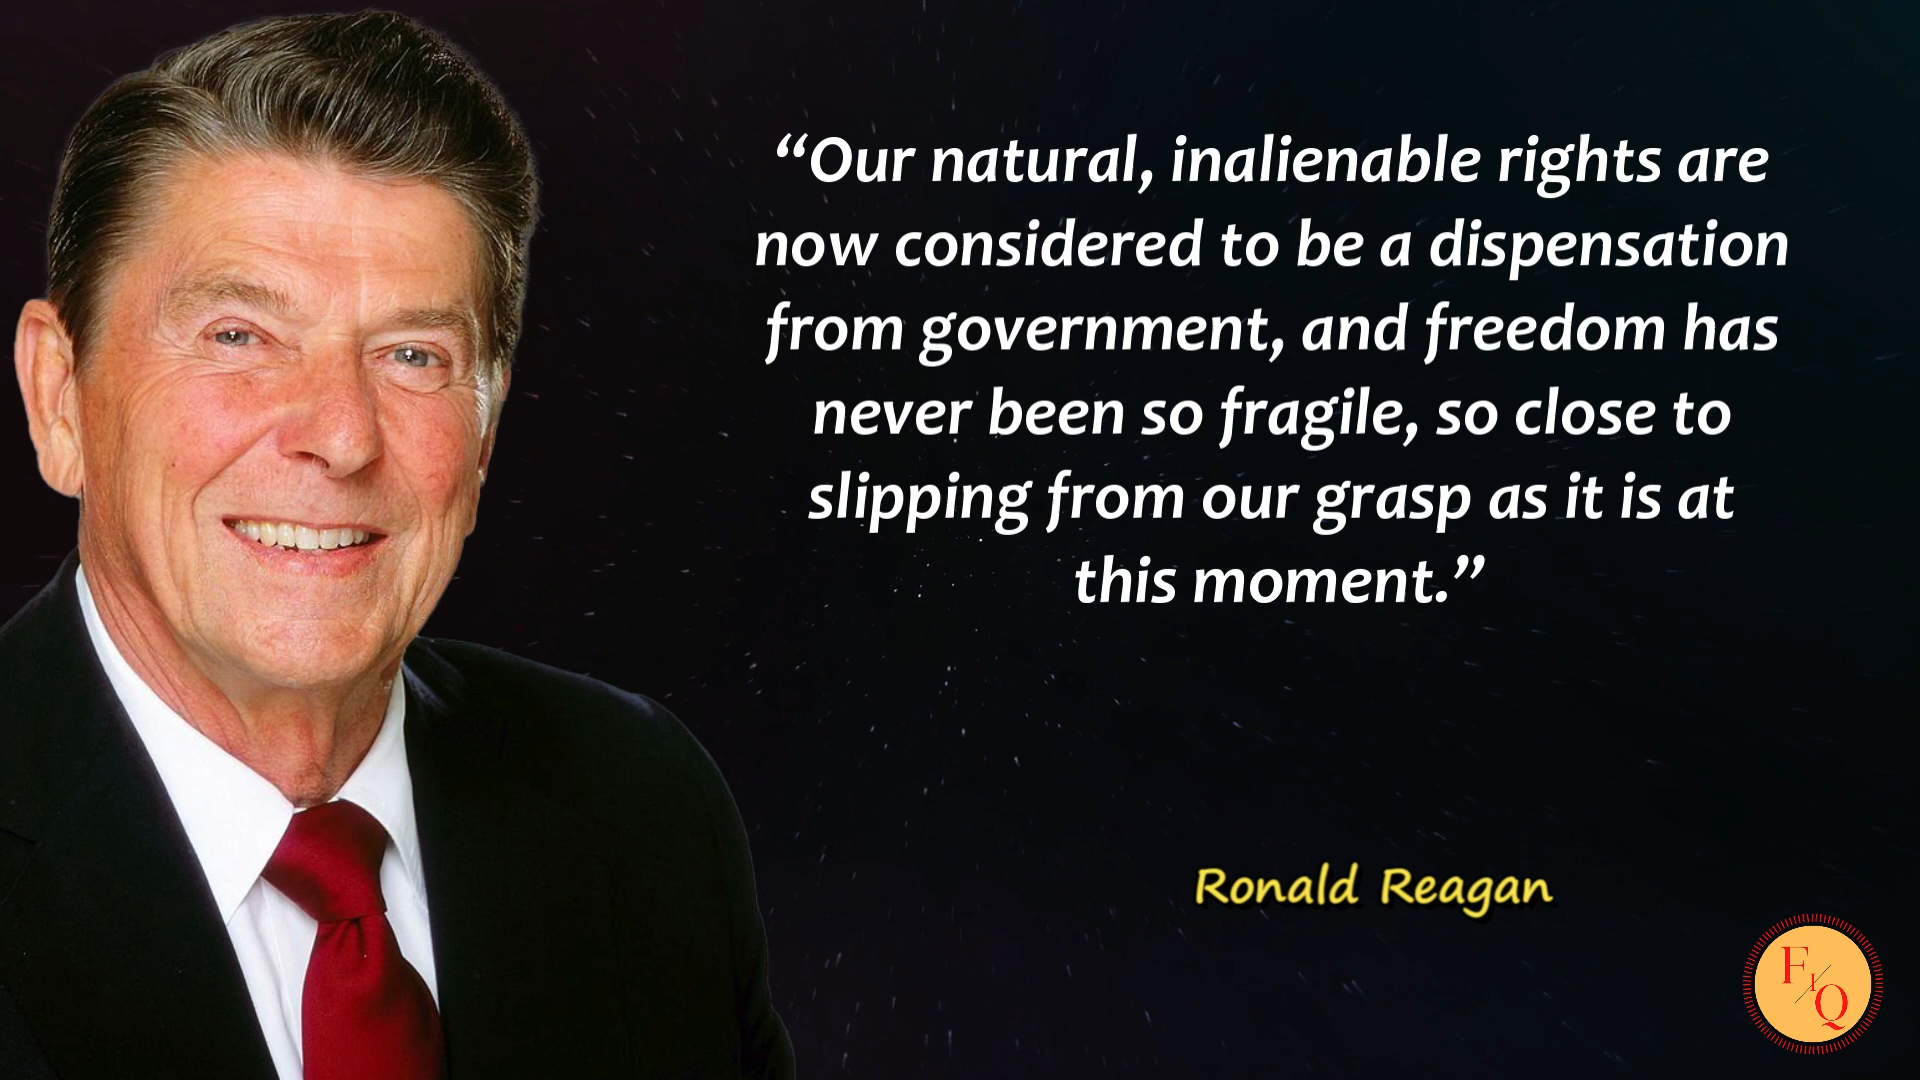 “Our natural, inalienable rights are
now considered to be a dispensation
from government, and freedom has
never been so fragile, so close to
slipping from our grasp as it is at
this moment.”
Ronald Reagan
F I Q